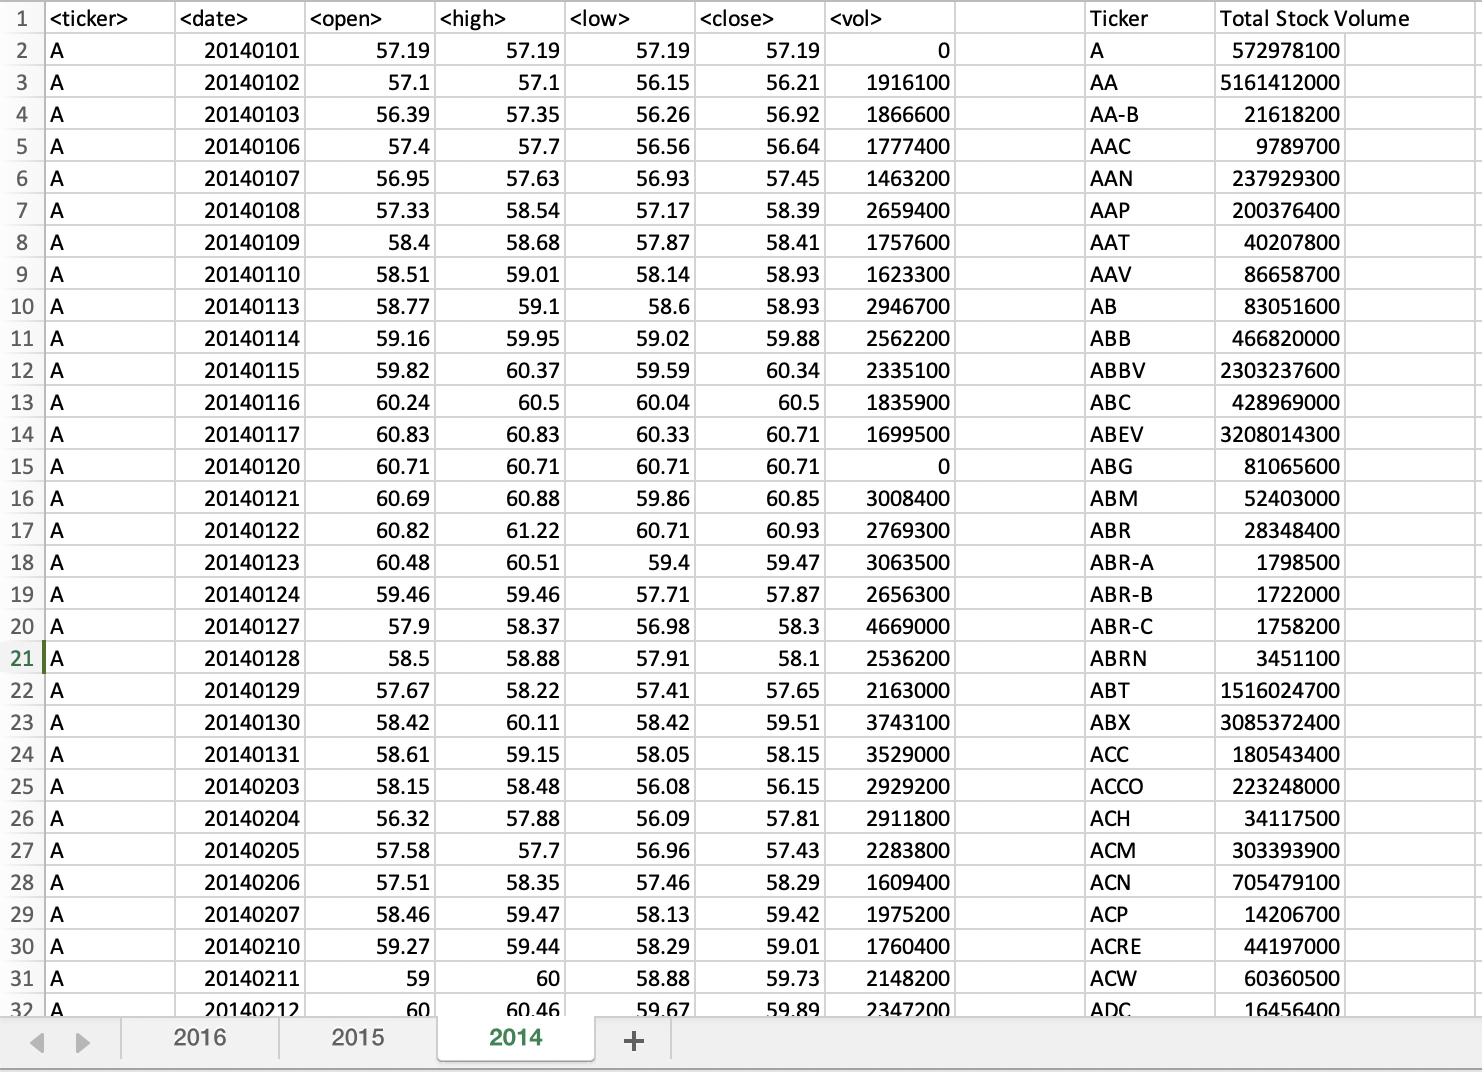 1 <ticker> <date> <open> <high> <low> <close> <vol> Ticker Total Stock Volume
2 A 20140101 57.19 57.19 57.19 57.19 0 A 572978100
3 A 20140102 57.1 57.1 56.15 56.21 1916100 AA 5161412000
4 A 20140103 56.39 57.35 56.26 56.92 1866600 AA-B 21618200
5 A 20140106 57.4 57.7 56.56 56.64 1777400 AAC 9789700
6 A 20140107 56.95 57.63 56.93 57.45 1463200 AAN 237929300
7 A 20140108 57.33 58.54 57.17 58.39 2659400 AAP 200376400
8 A 20140109 58.4 58.68 57.87 58.41 1757600 AAT 40207800
9 A 20140110 58.51 59.01 58.14 58.93 1623300 AAV 86658700
10 A 20140113 58.77 59.1 58.6 58.93 2946700 AB 83051600
11 A 20140114 59.16 59.95 59.02 59.88 2562200 ABB 466820000
12 A 20140115 59.82 60.37 59.59 60.34 2335100 ABBV 2303237600
13 A 20140116 60.24 60.5 60.04 60.5 1835900 ABC 428969000
14 A 20140117 60.83 60.83 60.33 60.71 1699500 ABEV 3208014300
15 A 20140120 60.71 60.71 60.71 60.71 0 ABG 81065600
16 A 20140121 60.69 60.88 59.86 60.85 3008400 ABM 52403000
17 A 20140122 60.82 61.22 60.71 60.93 2769300 ABR 28348400
18 A 20140123 60.48 60.51 59.4 59.47 3063500 ABR-A 1798500
19 A 20140124 59.46 59.46 57.71 57.87 2656300 ABR-B 1722000
20 A 20140127 57.9 58.37 56.98 58.3 4669000 ABR-C 1758200
21 A 20140128 58.5 58.88 57.91 58.1 2536200 ABRN 3451100
22 A 20140129 57.67 58.22 57.41 57.65 2163000 ABT 1516024700
23 A 20140130 58.42 60.11 58.42 59.51 3743100 ABX 3085372400
24 A 20140131 58.61 59.15 58.05 58.15 3529000 ACC 180543400
25 A 20140203 58.15 58.48 56.08 56.15 2929200 ACCO 223248000
26 A 20140204 56.32 57.88 56.09 57.81 2911800 ACH 34117500
27 A 20140205 57.58 57.7 56.96 57.43 2283800 ACM 303393900
28 A 20140206 57.51 58.35 57.46 58.29 1609400 ACN 705479100
29 A 20140207 58.46 59.47 58.13 59.42 1975200 ACP 14206700
30 A 20140210 59.27 59.44 58.29 59.01 1760400 ACRE 44197000
31 A 20140211 59 60 58.88 59.73 2148200 ACW 60360500
32 A 20140212 60 60.46 59.67 59.89 2347200 ADC 16456400
2016 2015 2014 +